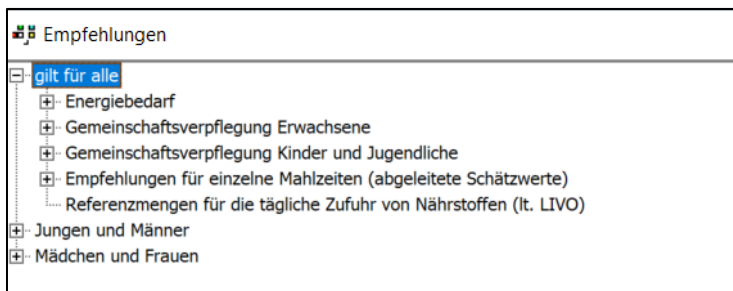 Empfehlungen
gilt für alle
Energiebedarf
Gemeinschaftsverpflegung Erwachsene
Gemeinschaftsverpflegung Kinder und Jugendliche
Empfehlungen für einzelne Mahlzeiten (abgeleitete Schätzwerte)
Referenzmengen für die tägliche Zufuhr von Nährstoffen (lt. LIVO)
Jungen und Männer
Mädchen und Frauen